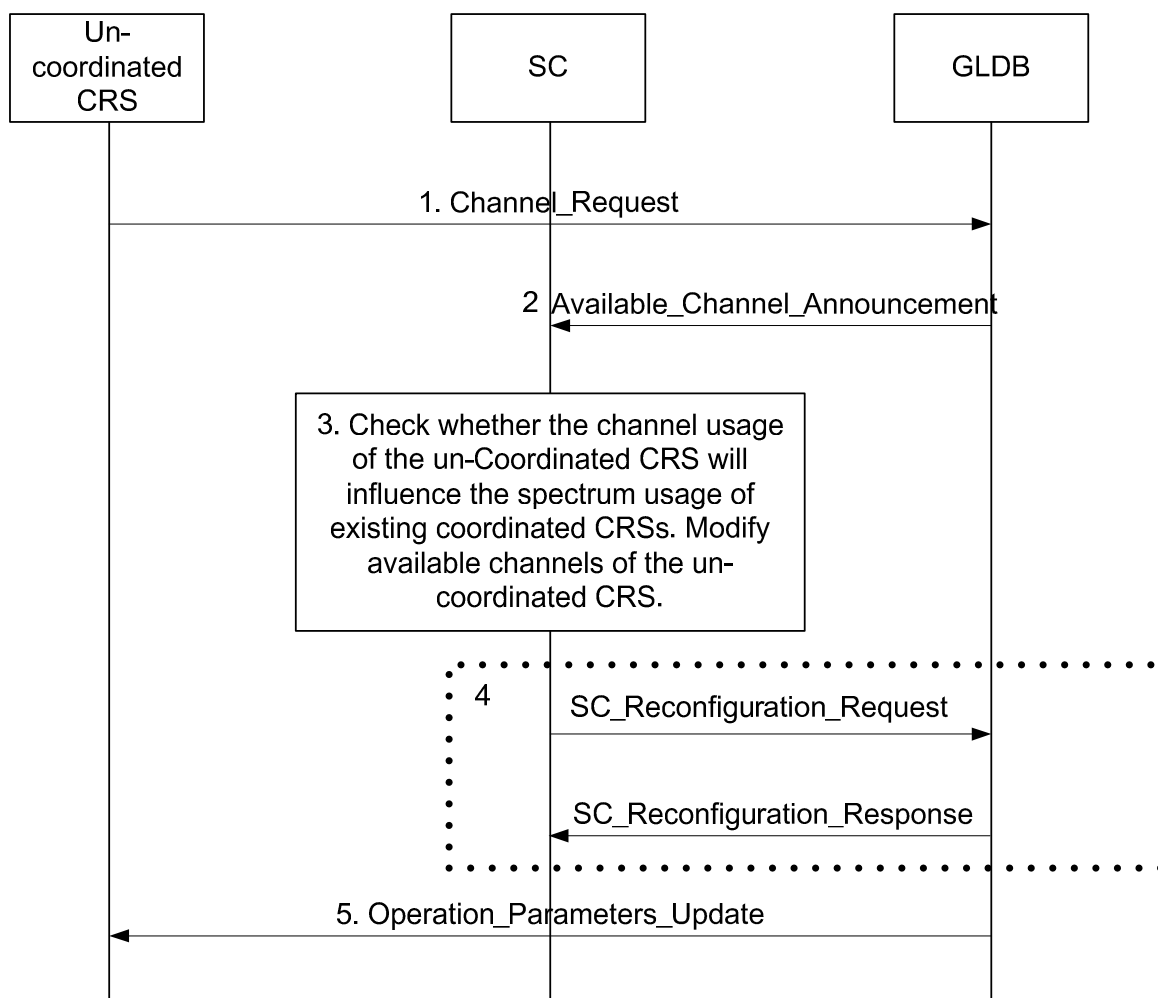 Un-
coordinated
CRS
SC
GLDB
1. Channel_Request
2 Available_Channel_Announcement
3. Check whether the channel usage
of the un-Coordinated CRS will
influence the spectrum usage of
existing coordinated CRSs. Modify
available channels of the un-
coordinated CRS.
4
SC_Reconfiguration_Request
SC_Reconfiguration_Response
5. Operation_Parameters_Update